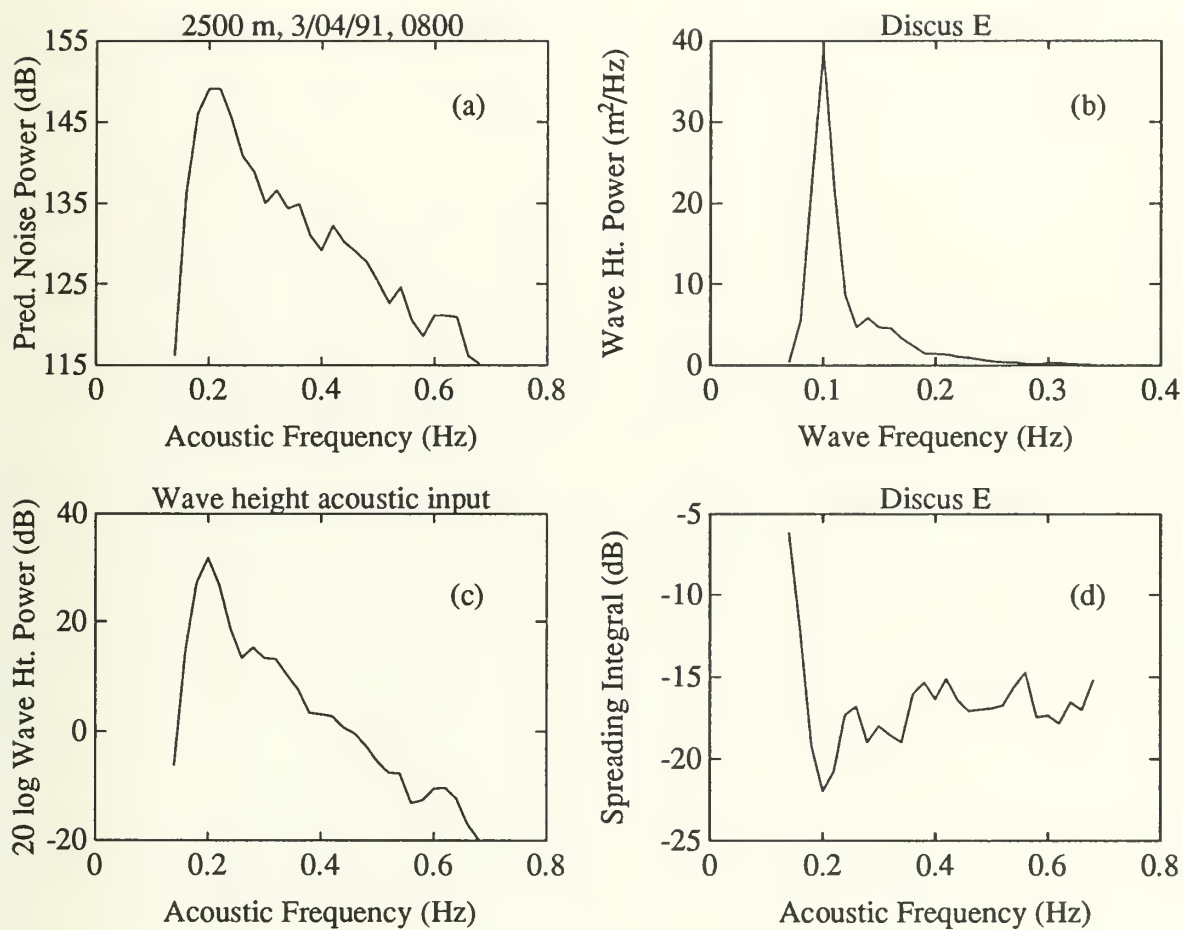 2500 m, 3/04/91, 0800
155
145
135
125
115
Pred. Noise Power (dB)
(a)
0
0.2
0.4
0.6
0.8
Acoustic Frequency (Hz)
Discus E
40
30
20
10
0
Wave Ht. Power (m²/Hz)
(b)
0
0.1
0.2
0.3
0.4
Wave Frequency (Hz)
Wave height acoustic input
40
20
0
-20
20 log Wave Ht. Power (dB)
(c)
0
0.2
0.4
0.6
0.8
Acoustic Frequency (Hz)
Discus E
-5
-10
-15
-20
-25
Spreading Integral (dB)
(d)
0
0.2
0.4
0.6
0.8
Acoustic Frequency (Hz)